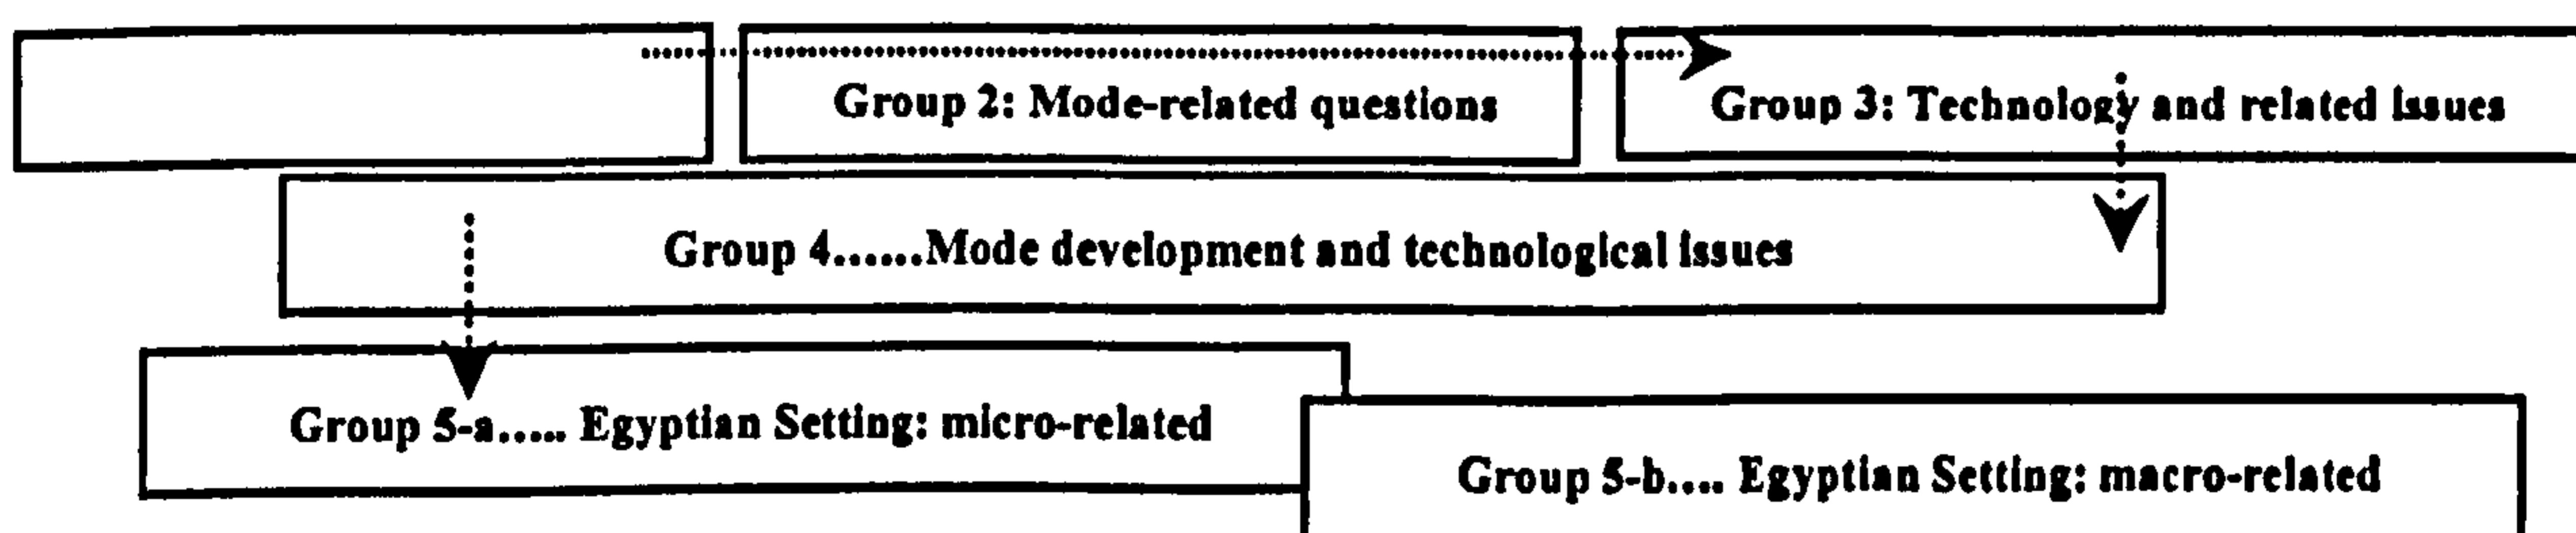 Group 2: Mode-related questions
Group 3: Technology and related issues
Group 4......Mode development and technological issues
Group 5-a..... Egyptian Setting: micro-related
Group 5-b.... Egyptian Setting: macro-related